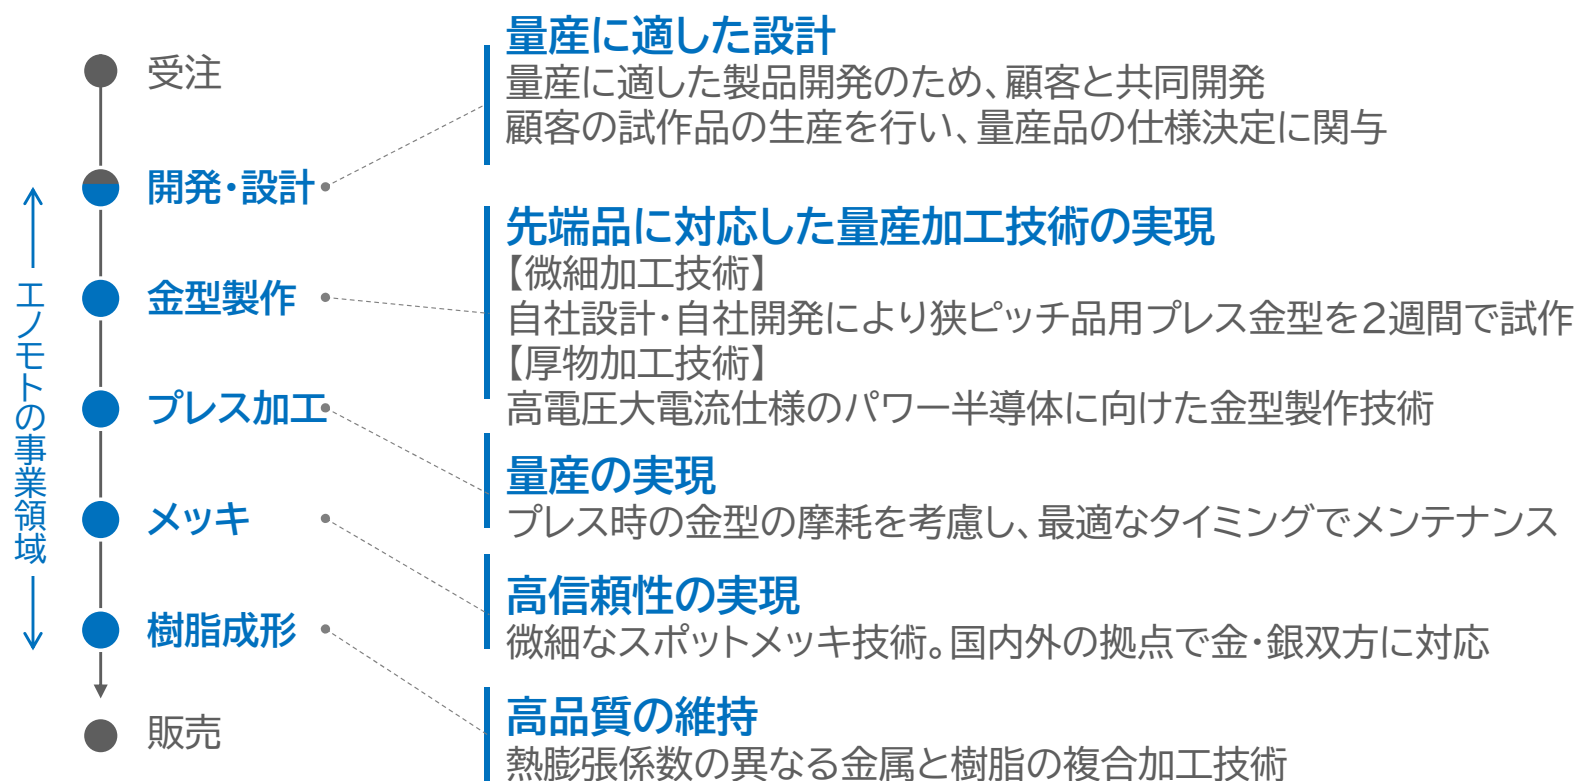 受注
開発・設計
金型製作
プレス加工
メッキ
樹脂成形
販売
エノモトの事業領域
量産に適した設計
量産に適した製品開発のため、顧客と共同開発
顧客の試作品の生産を行い、量産品の仕様決定に関与
先端品に対応した量産加工技術の実現
【微細加工技術】
自社設計・自社開発により狭ピッチ品用プレス金型を2週間で試作
【厚物加工技術】
高電圧大電流仕様のパワー半導体に向けた金型製作技術
量産の実現
プレス時の金型の摩耗を考慮し、最適なタイミングでメンテナンス
高信頼性の実現
微細なスポットメッキ技術。国内外の拠点で金・銀双方に対応
高品質の維持
熱膨張係数の異なる金属と樹脂の複合加工技術